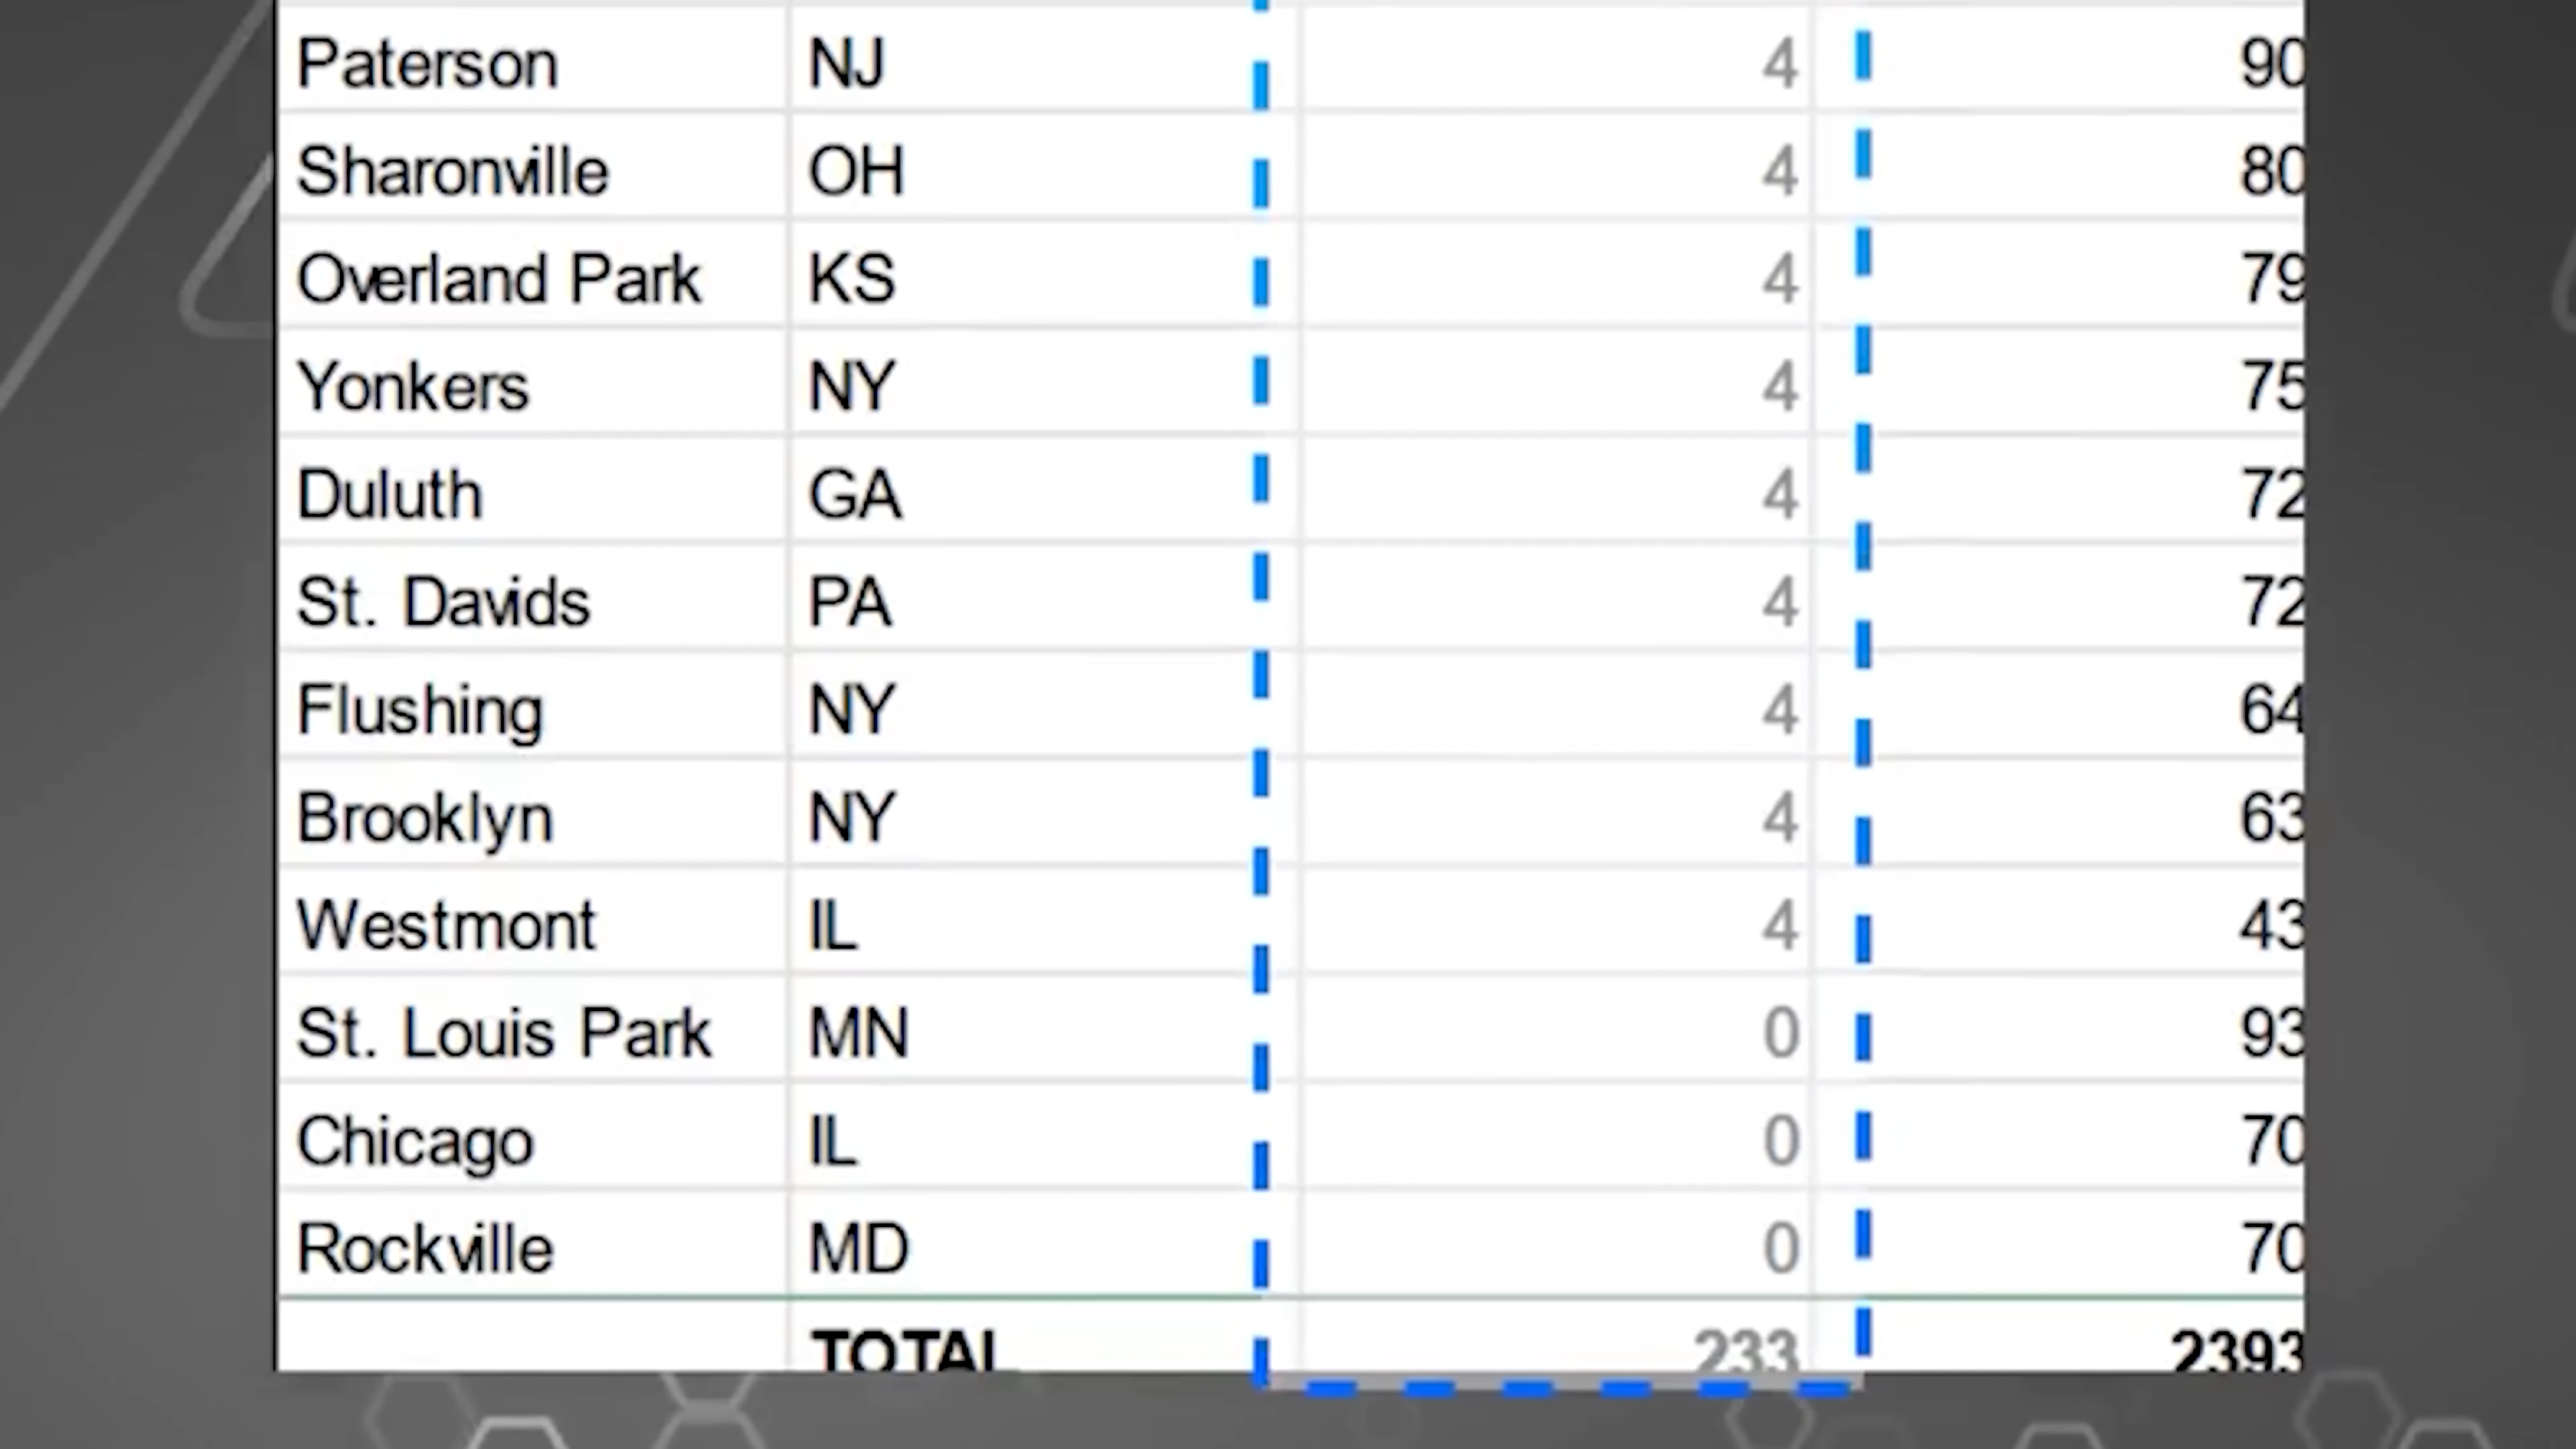 Paterson NJ 4 90
Sharonville OH 4 80
Overland Park KS 4 79
Yonkers NY 4 75
Duluth GA 4 72
St. Davids PA 4 72
Flushing NY 4 64
Brooklyn NY 4 63
Westmont IL 4 43
St. Louis Park MN 0 93
Chicago IL 0 70
Rockville MD 0 70
TOTAL 233 2393